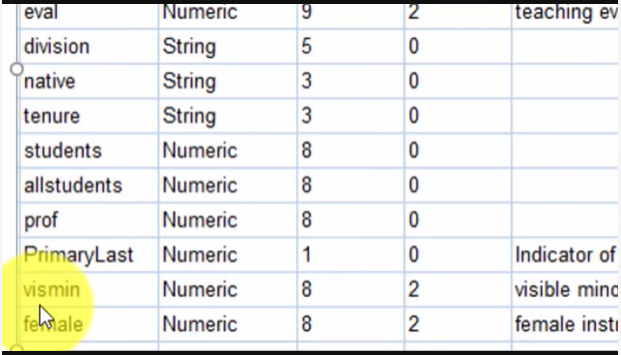 eval Numeric 9 2 teaching ev
division String 5 0
native String 3 0
tenure String 3 0
students Numeric 8 0
allstudents Numeric 8 0
prof Numeric 8 0
PrimaryLast Numeric 1 0 Indicator of
vismin Numeric 8 2 visible mino
female Numeric 8 2 female instr